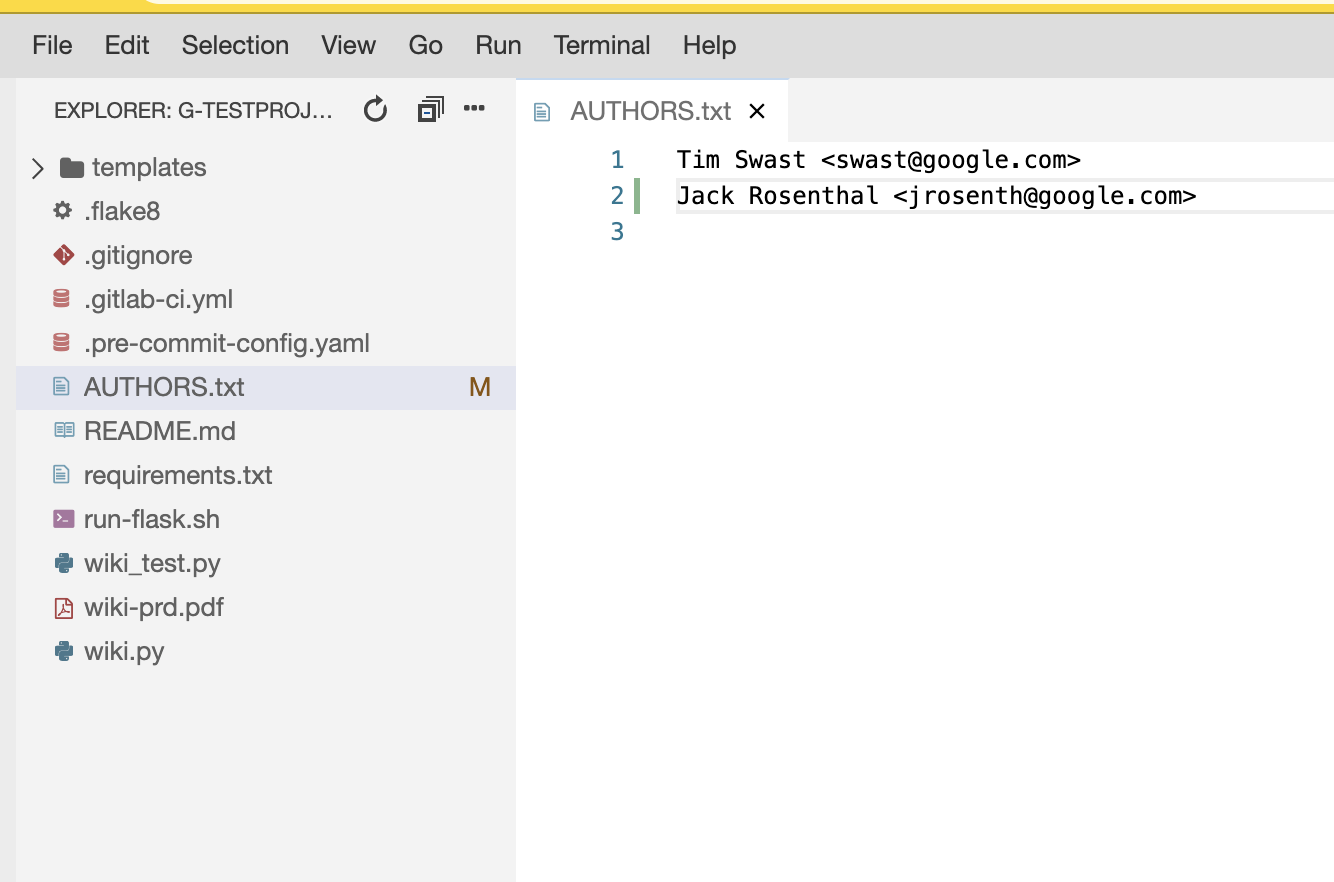 File Edit Selection View Go Run Terminal Help
EXPLORER: G-TESTPROJ...
templates
.flake8
.gitignore
.gitlab-ci.yml
.pre-commit-config.yaml
AUTHORS.txt M
README.md
requirements.txt
run-flask.sh
wiki_test.py
wiki-prd.pdf
wiki.py
AUTHORS.txt
1 Tim Swast <swast@google.com>
2 Jack Rosenthal <jrosenth@google.com>
3